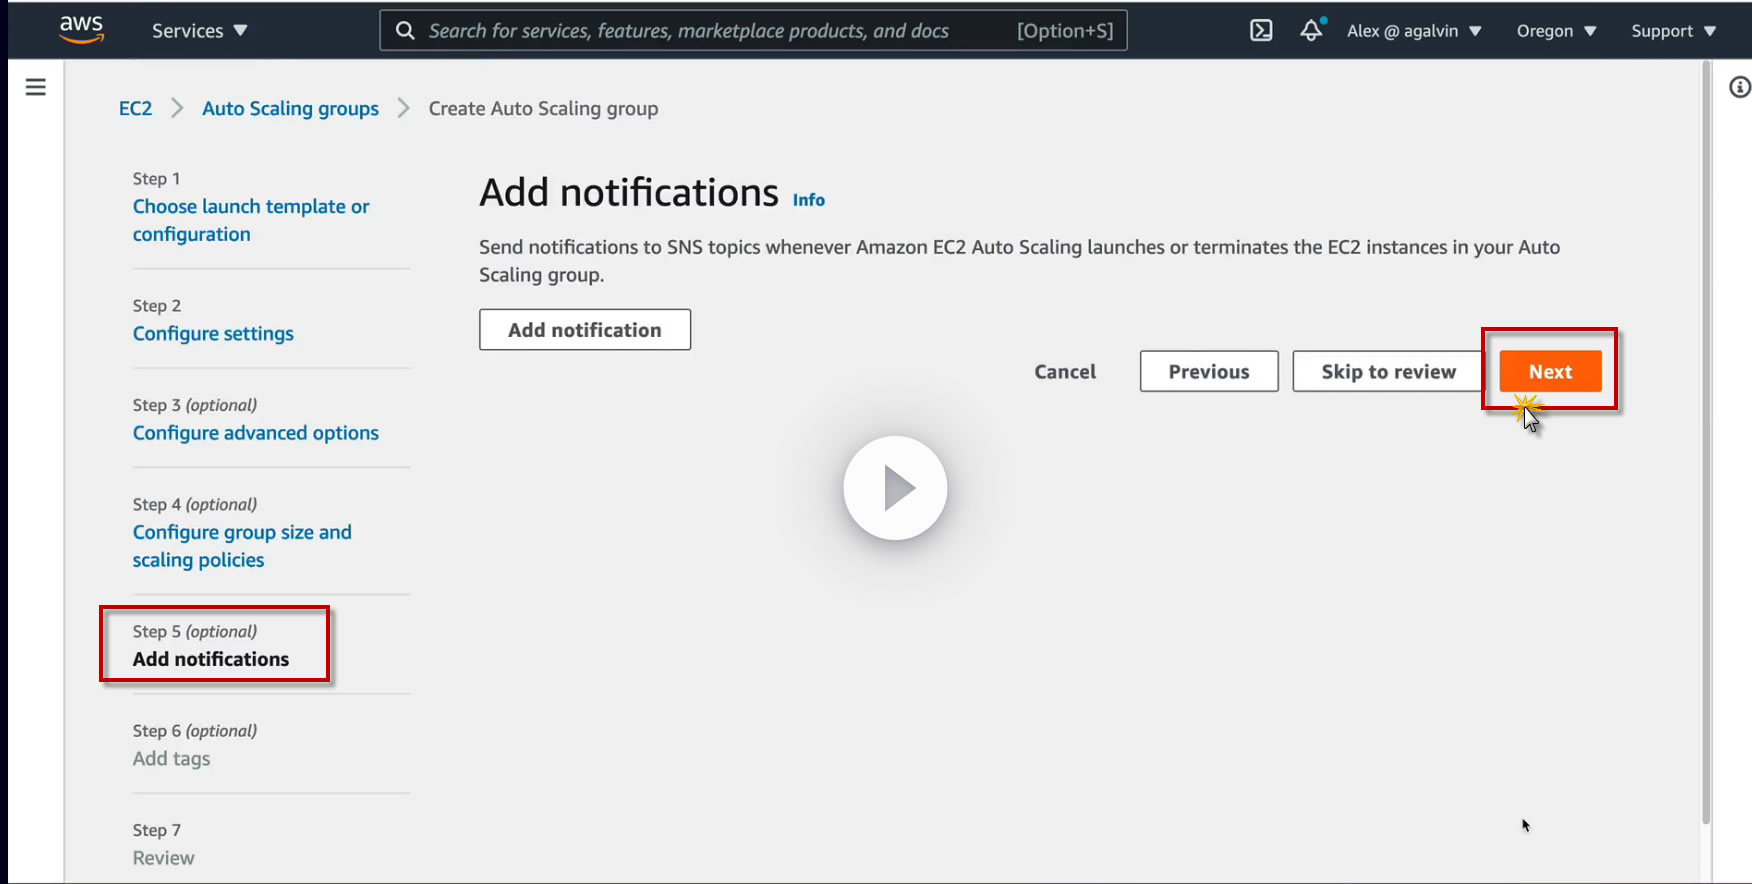 aws
Services
Search for services, features, marketplace products, and docs
[Option+S]
Alex @ agalvin
Oregon
Support
EC2
Auto Scaling groups
Create Auto Scaling group
Step 1
Choose launch template or
configuration
Step 2
Configure settings
Step 3 (optional)
Configure advanced options
Step 4 (optional)
Configure group size and
scaling policies
Step 5 (optional)
Add notifications
Step 6 (optional)
Add tags
Step 7
Review
Add notifications Info
Send notifications to SNS topics whenever Amazon EC2 Auto Scaling launches or terminates the EC2 instances in your Auto
Scaling group.
Add notification
Cancel
Previous
Skip to review
Next